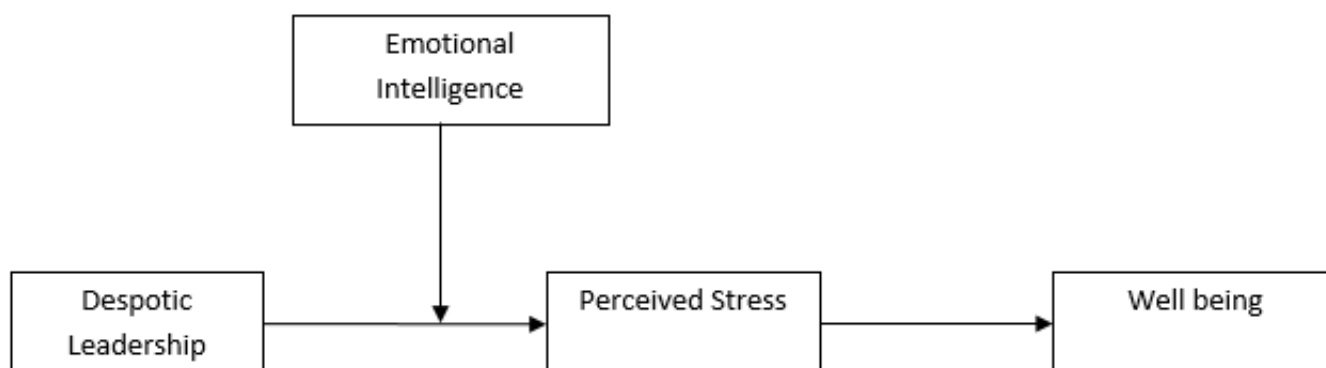 Emotional
Intelligence
Despotic
Leadership
Perceived Stress
Well being